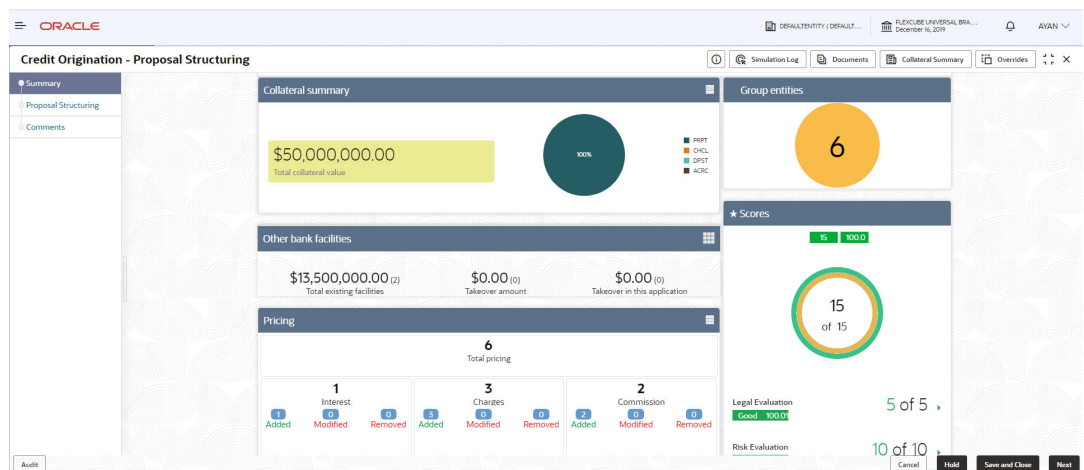 ORACLE
DEFAULTENTITY ( DEFAULT...
FLEXCUBE UNIVERSAL BRA...
December 16, 2019
AYAN
Credit Origination - Proposal Structuring
Simulation Log
Documents
Collateral Summary
Overrides
Summary
Proposal Structuring
Comments
Collateral summary
$50,000,000.00
Total collateral value
100%
PRPT
CHCL
DPST
ACRC
Group entities
6
Other bank facilities
$13,500,000.00 (2)
Total existing facilities
$0.00 (0)
Takeover amount
$0.00 (0)
Takeover in this application
Pricing
6
Total pricing
1
Interest
1 0 0
Added Modified Removed
3
Charges
3 0 0
Added Modified Removed
2
Commission
2 0 0
Added Modified Removed
★ Scores
15 100.0
15
of 15
Legal Evaluation
Good 100.0%
5 of 5
Risk Evaluation
10 of 10
Audit
Cancel
Hold
Save and Close
Next